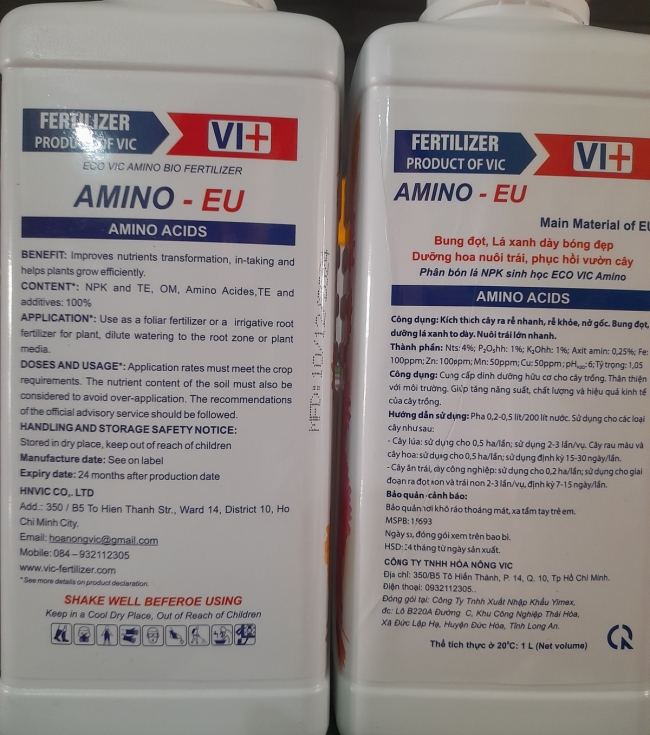 FERTILIZER
PRODUCT OF VIC
VI+
ECO VIC AMINO BIO FERTILIZER
AMINO - EU
AMINO ACIDS
BENEFIT: Improves nutrients transformation, in-taking and
helps plants grow efficiently.
CONTENT*: NPK and TE, OM, Amino Acides,TE and
additives: 100%
APPLICATION*: Use as a foliar fertilizer or a irrigative root
fertilizer for plant, dilute watering to the root zone or plant
media.
DOSES AND USAGE*: Application rates must meet the crop
requirements. The nutrient content of the soil must also be
considered to avoid over-application. The recommendations
of the official advisory service should be followed.
HANDLING AND STORAGE SAFETY NOTICE:
Stored in dry place, keep out of reach of children
Manufacture date: See on label
Expiry date: 24 months after production date
HNVIC CO,. LTD
Add.: 350 / B5 To Hien Thanh Str., Ward 14, District 10, Ho
Chi Minh City.
Email: hoanongvic@gmail.com
Mobile: 084 – 932112305
www.vic-fertilizer.com
*See more details on product declaration.
SHAKE WELL BEFEROE USING
Keep in a Cool Dry Place, Out of Reach of Children
MFD: 10/12/2024
FERTILIZER
PRODUCT OF VIC
VI+
AMINO - EU
Main Material of EU
Bung đọt, Lá xanh dày bóng đẹp
Dưỡng hoa nuôi trái, phục hồi vườn cây
Phân bón lá NPK sinh học ECO VIC Amino
AMINO ACIDS
Công dụng: Kích thích cây ra rễ nhanh, rễ khỏe, nở gốc. Bung đọt,
dưỡng lá xanh to dày. Nuôi trái lớn nhanh.
Thành phần: Nts: 4%; P₂O₅hh: 1%; K₂Ohh: 1%; Axit amin: 0,25%; Fe:
100ppm; Zn: 100ppm; Mn: 50ppm; Cu: 50ppm; pHH₂O: 6; Tỷ trọng: 1,05
Công dụng: Cung cấp dinh dưỡng hữu cơ cho cây trồng. Thân thiện
với môi trường. Giúp tăng năng suất, chất lượng và hiệu quả kinh tế
của cây trồng.
Hướng dẫn sử dụng: Pha 0,2-0,5 lít/200 lít nước. Sử dụng cho các loại
cây như sau:
- Cây lúa: sử dụng cho 0,5 ha/lần; sử dụng 2-3 lần/vụ. Cây rau màu và
cây hoa: sử dụng cho 0,5 ha/lần; sử dụng định kỳ 15-30 ngày/lần.
- Cây ăn trái, cây công nghiệp: sử dụng cho 0,2 ha/lần; sử dụng cho giai
đoạn ra đọt non và trái non 2-3 lần/vụ, định kỳ 7-15 ngày/lần.
Bảo quản-cảnh báo:
Bảo quản nơi khô ráo thoáng mát, xa tầm tay trẻ em.
MSPB: 15693
Ngày sx, đóng gói xem trên bao bì.
HSD: 24 tháng từ ngày sản xuất.
CÔNG TY TNHH HÓA NÔNG VIC
Địa chỉ: 350/B5 Tô Hiến Thành, P. 14, Q. 10, Tp Hồ Chí Minh.
Điện thoại: 0932112305.
Đóng gói tại: Công Ty Tnhh Xuất Nhập Khẩu Yimex,
đc: Lô B220A Đường C, Khu Công Nghiệp Thái Hòa,
Xã Đức Lập Hạ, Huyện Đức Hòa, Tỉnh Long An.
Thể tích thực ở 20°C: 1 L (Net volume)